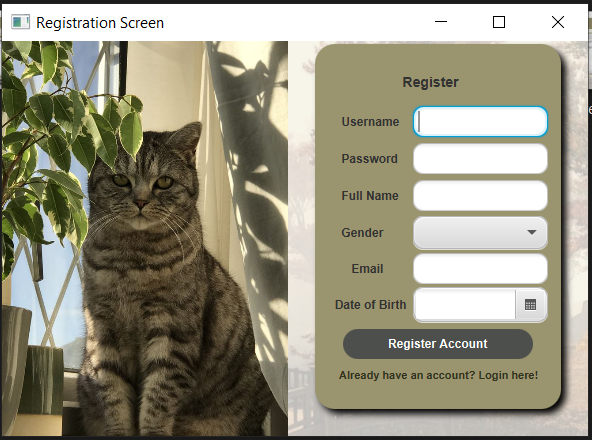 Registration Screen
Register
Username
Password
Full Name
Gender
Email
Date of Birth
Register Account
Already have an account? Login here!